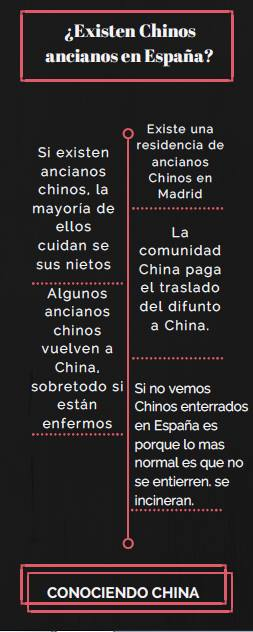 ¿Existen Chinos
ancianos en España?
Existe una
residencia de
ancianos
Chinos en
Madrid
Si existen
ancianos
chinos, la
mayoría de
ellos
cuidan se
sus nietos
La
comunidad
China paga
el traslado
del difunto
a China.
Algunos
ancianos
chinos
vuelven a
China,
sobretodo si
están
enfermos
Si no vemos
Chinos enterrados
en España es
porque lo mas
normal es que no
se entierren. se
incineran.
CONOCIENDO CHINA